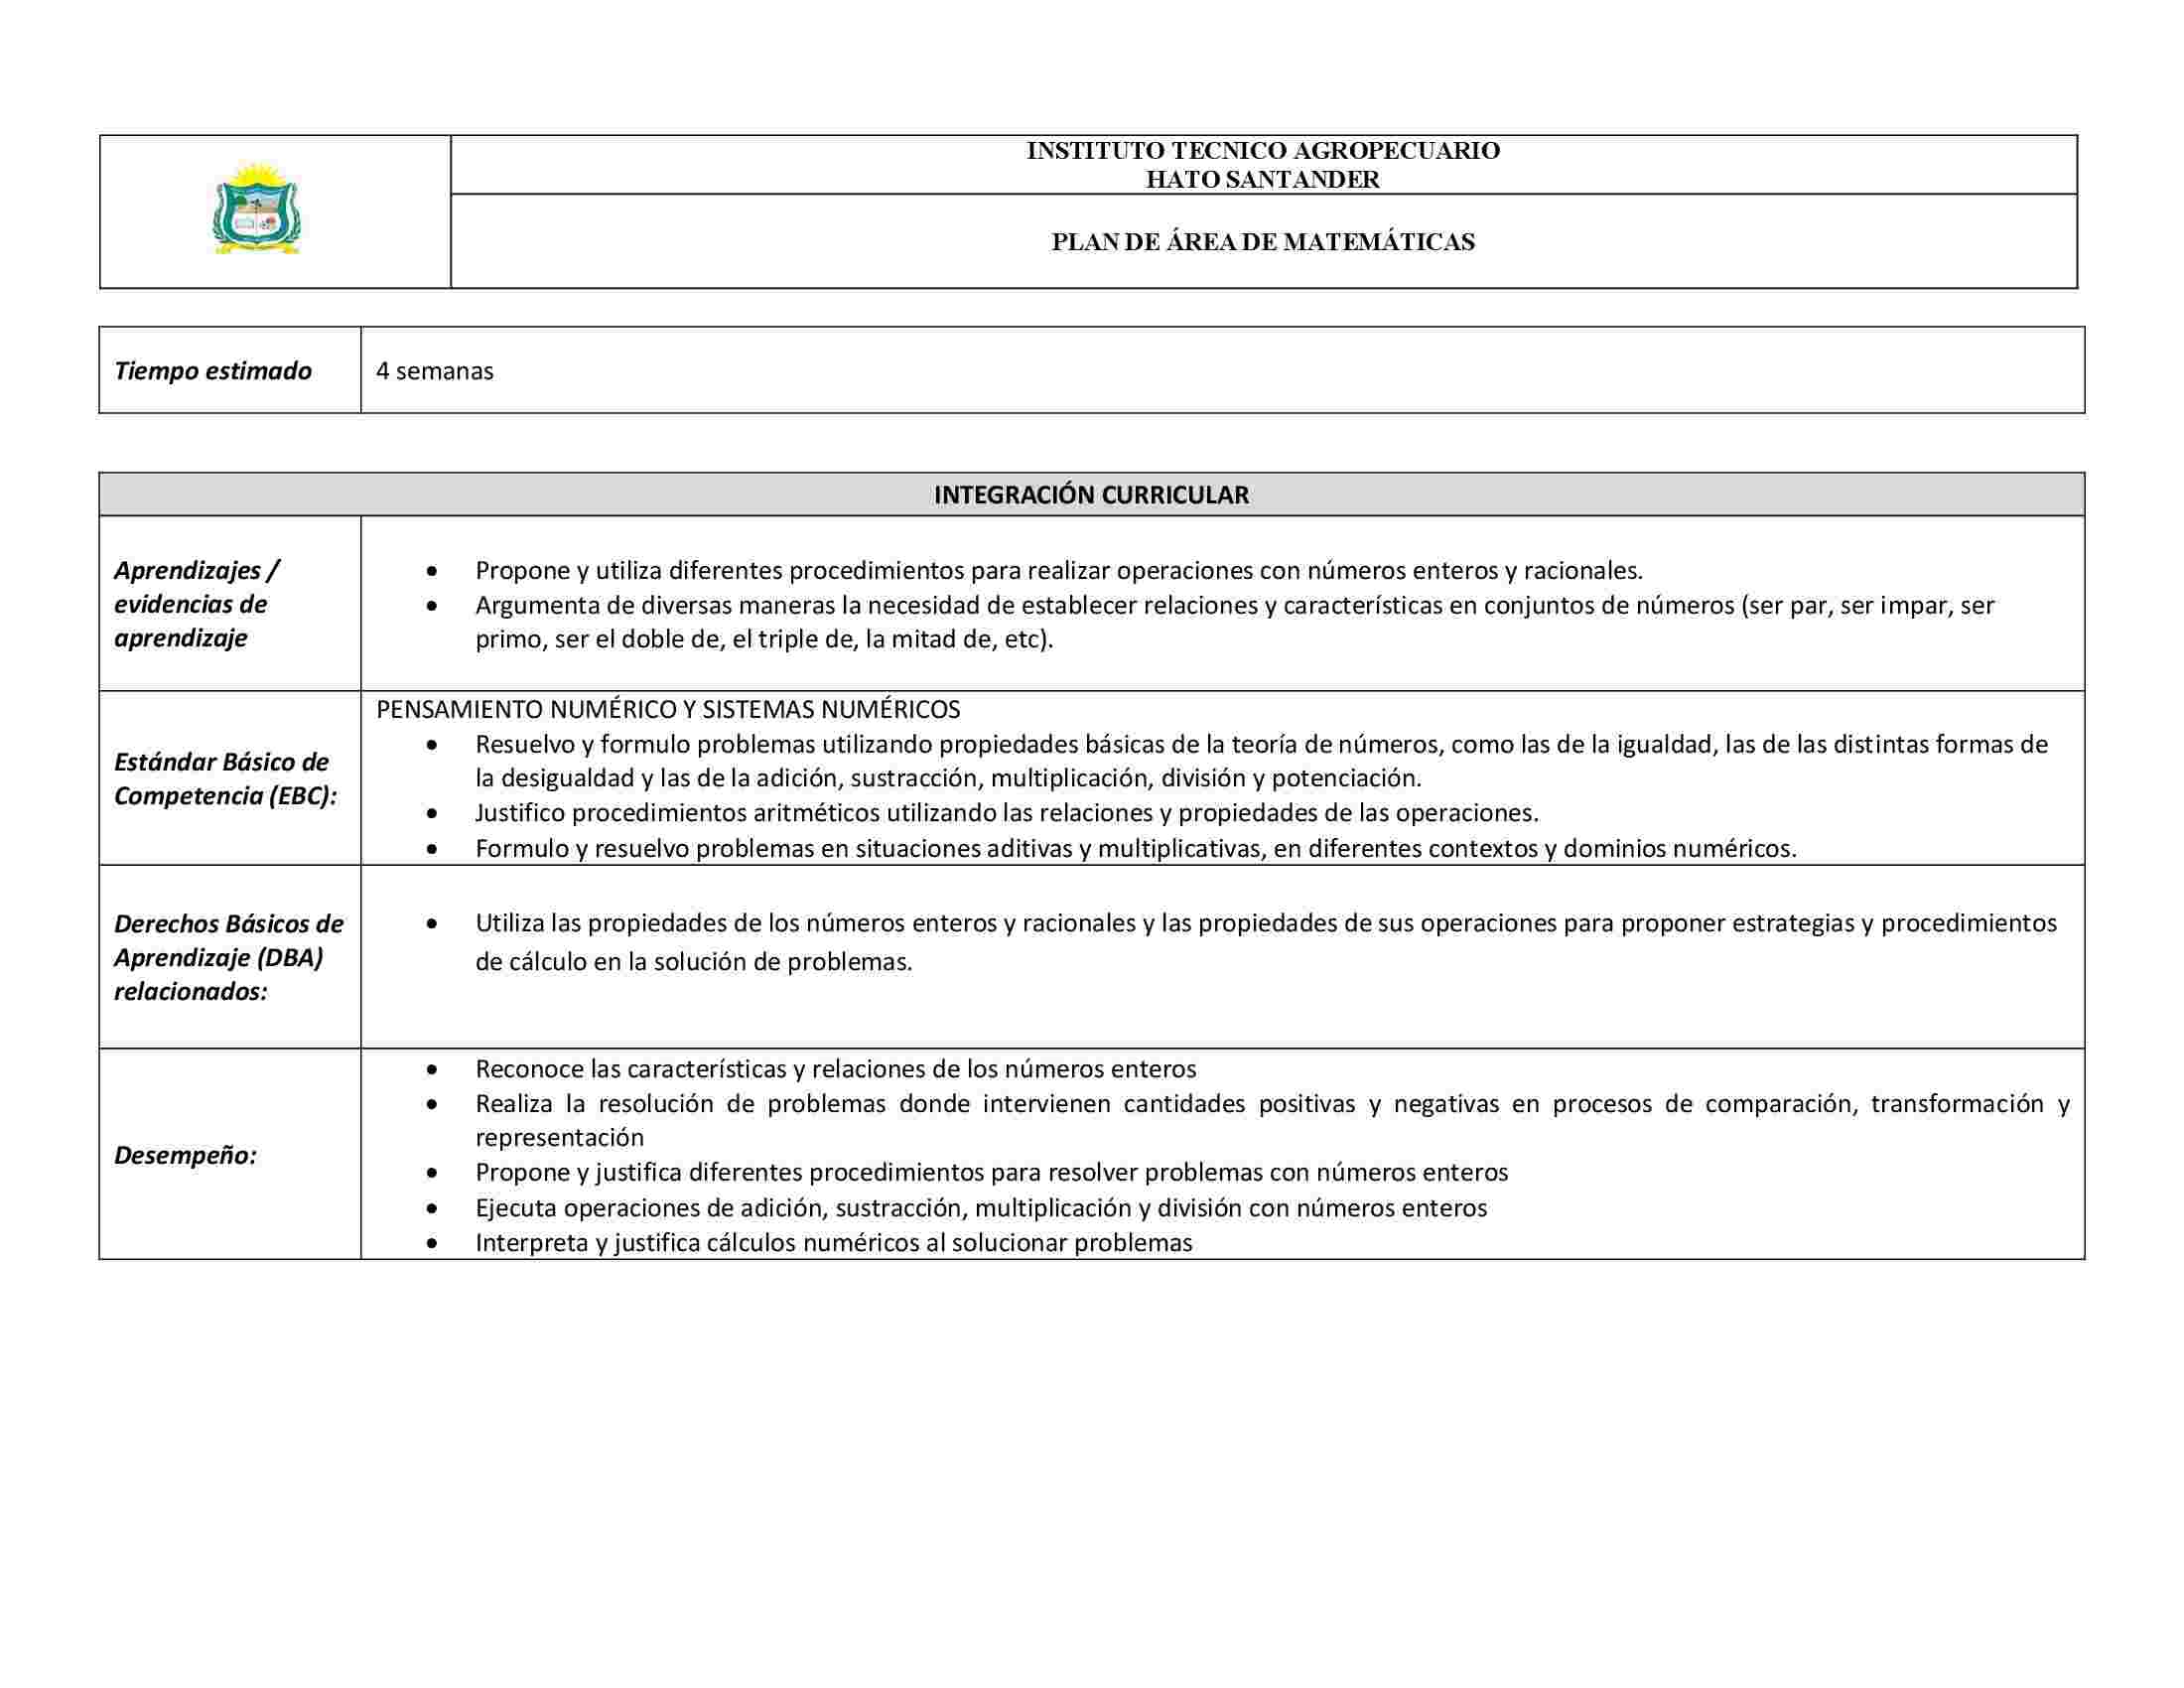 INSTITUTO TECNICO AGROPECUARIO
HATO SANTANDER
PLAN DE ÁREA DE MATEMÁTICAS
Tiempo estimado
4 semanas
INTEGRACIÓN CURRICULAR
Aprendizajes /
evidencias de
aprendizaje
• Propone y utiliza diferentes procedimientos para realizar operaciones con números enteros y racionales.
• Argumenta de diversas maneras la necesidad de establecer relaciones y características en conjuntos de números (ser par, ser impar, ser
primo, ser el doble de, el triple de, la mitad de, etc).
Estándar Básico de
Competencia (EBC):
PENSAMIENTO NUMÉRICO Y SISTEMAS NUMÉRICOS
• Resuelvo y formulo problemas utilizando propiedades básicas de la teoría de números, como las de la igualdad, las de las distintas formas de
la desigualdad y las de la adición, sustracción, multiplicación, división y potenciación.
• Justifico procedimientos aritméticos utilizando las relaciones y propiedades de las operaciones.
• Formulo y resuelvo problemas en situaciones aditivas y multiplicativas, en diferentes contextos y dominios numéricos.
Derechos Básicos de
Aprendizaje (DBA)
relacionados:
• Utiliza las propiedades de los números enteros y racionales y las propiedades de sus operaciones para proponer estrategias y procedimientos
de cálculo en la solución de problemas.
Desempeño:
• Reconoce las características y relaciones de los números enteros
• Realiza la resolución de problemas donde intervienen cantidades positivas y negativas en procesos de comparación, transformación y
representación
• Propone y justifica diferentes procedimientos para resolver problemas con números enteros
• Ejecuta operaciones de adición, sustracción, multiplicación y división con números enteros
• Interpreta y justifica cálculos numéricos al solucionar problemas